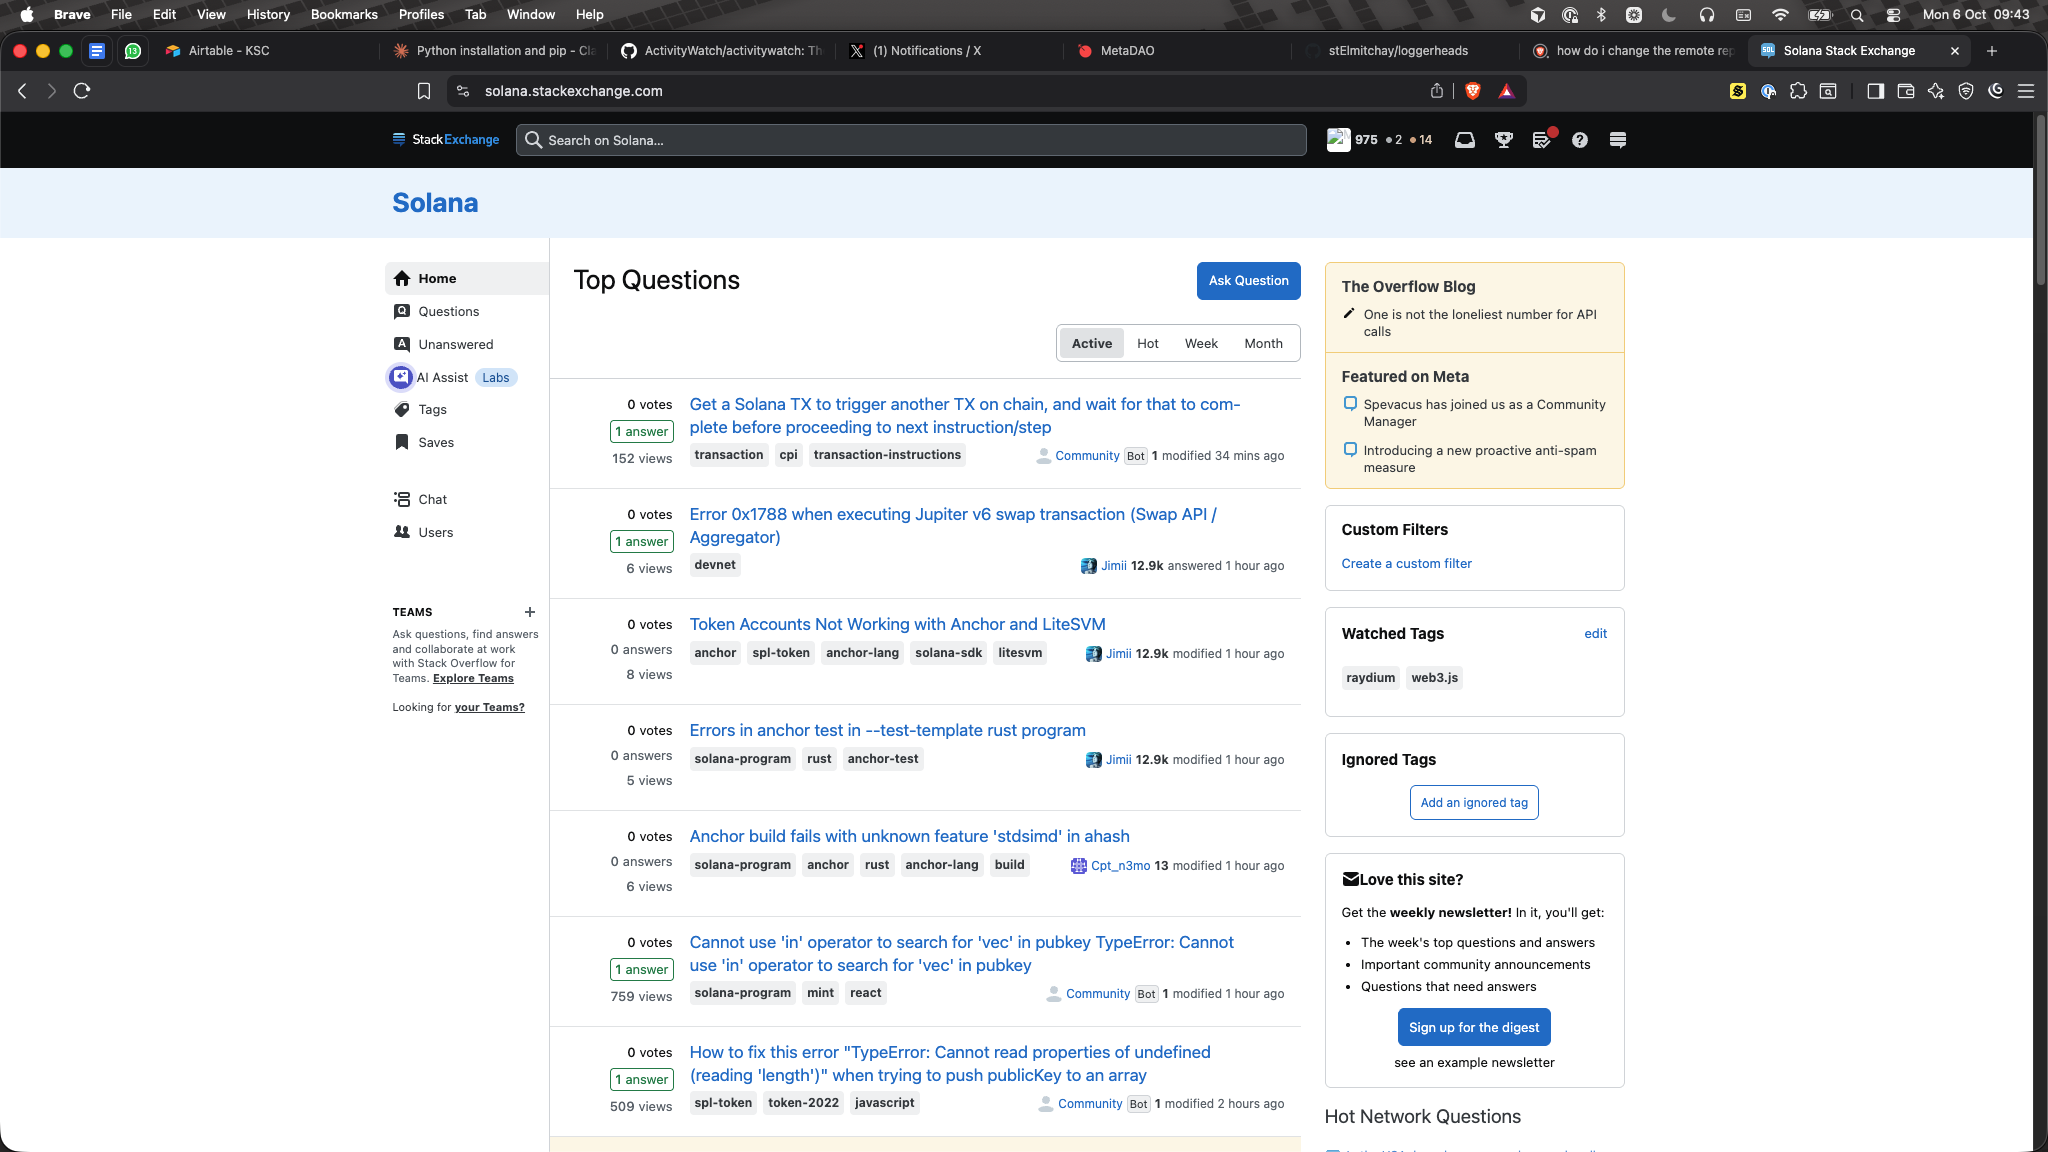 Brave File Edit View History Bookmarks Profiles Tab Window Help
Mon 6 Oct 09:43
13
Airtable - KSC
Python installation and pip - Cla
ActivityWatch/activitywatch: Th
(1) Notifications / X
MetaDAO
stElmitchay/loggerheads
how do i change the remote rep
SOL
Solana Stack Exchange
solana.stackexchange.com
StackExchange
Search on Solana…
975 2 14
Solana
Home
Questions
Unanswered
AI Assist Labs
Tags
Saves
Chat
Users
TEAMS
Ask questions, find answers
and collaborate at work
with Stack Overflow for
Teams. Explore Teams
Looking for your Teams?
Top Questions
Ask Question
Active Hot Week Month
0 votes
1 answer
152 views
Get a Solana TX to trigger another TX on chain, and wait for that to com-
plete before proceeding to next instruction/step
transaction cpi transaction-instructions
Community Bot 1 modified 34 mins ago
0 votes
1 answer
6 views
Error 0x1788 when executing Jupiter v6 swap transaction (Swap API /
Aggregator)
devnet
Jimii 12.9k answered 1 hour ago
0 votes
0 answers
8 views
Token Accounts Not Working with Anchor and LiteSVM
anchor spl-token anchor-lang solana-sdk litesvm
Jimii 12.9k modified 1 hour ago
0 votes
0 answers
5 views
Errors in anchor test in --test-template rust program
solana-program rust anchor-test
Jimii 12.9k modified 1 hour ago
0 votes
0 answers
6 views
Anchor build fails with unknown feature 'stdsimd' in ahash
solana-program anchor rust anchor-lang build
Cpt_n3mo 13 modified 1 hour ago
0 votes
1 answer
759 views
Cannot use 'in' operator to search for 'vec' in pubkey TypeError: Cannot
use 'in' operator to search for 'vec' in pubkey
solana-program mint react
Community Bot 1 modified 1 hour ago
0 votes
1 answer
509 views
How to fix this error "TypeError: Cannot read properties of undefined
(reading 'length')" when trying to push publicKey to an array
spl-token token-2022 javascript
Community Bot 1 modified 2 hours ago
The Overflow Blog
One is not the loneliest number for API
calls
Featured on Meta
Spevacus has joined us as a Community
Manager
Introducing a new proactive anti-spam
measure
Custom Filters
Create a custom filter
Watched Tags
edit
raydium web3.js
Ignored Tags
Add an ignored tag
Love this site?
Get the weekly newsletter! In it, you'll get:
The week's top questions and answers
Important community announcements
Questions that need answers
Sign up for the digest
see an example newsletter
Hot Network Questions